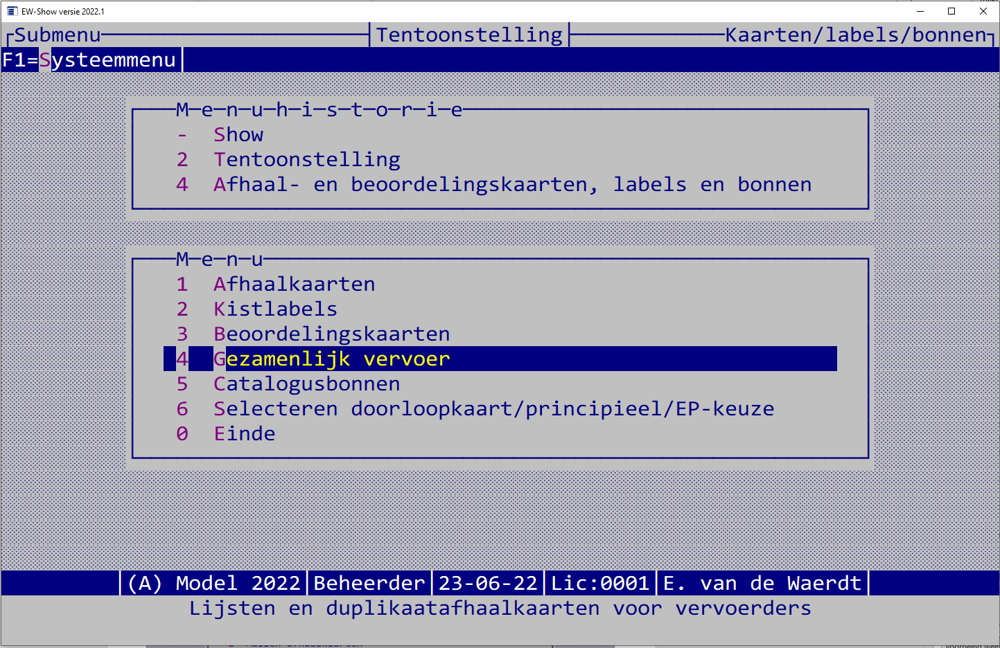 EW-Show versie 2022.1
Submenu Tentoonstelling Kaarten/labels/bonnen
F1=Systeemmenu
Menuhistorie
- Show
2 Tentoonstelling
4 Afhaal- en beoordelingskaarten, labels en bonnen
Menu
1 Afhaalkaarten
2 Kistlabels
3 Beoordelingskaarten
4 Gezamenlijk vervoer
5 Catalogusbonnen
6 Selecteren doorloopkaart/principieel/EP-keuze
0 Einde
(A) Model 2022|Beheerder|23-06-22|Lic:0001|E. van de Waerdt
Lijsten en duplikaatafhaalkaarten voor vervoerders